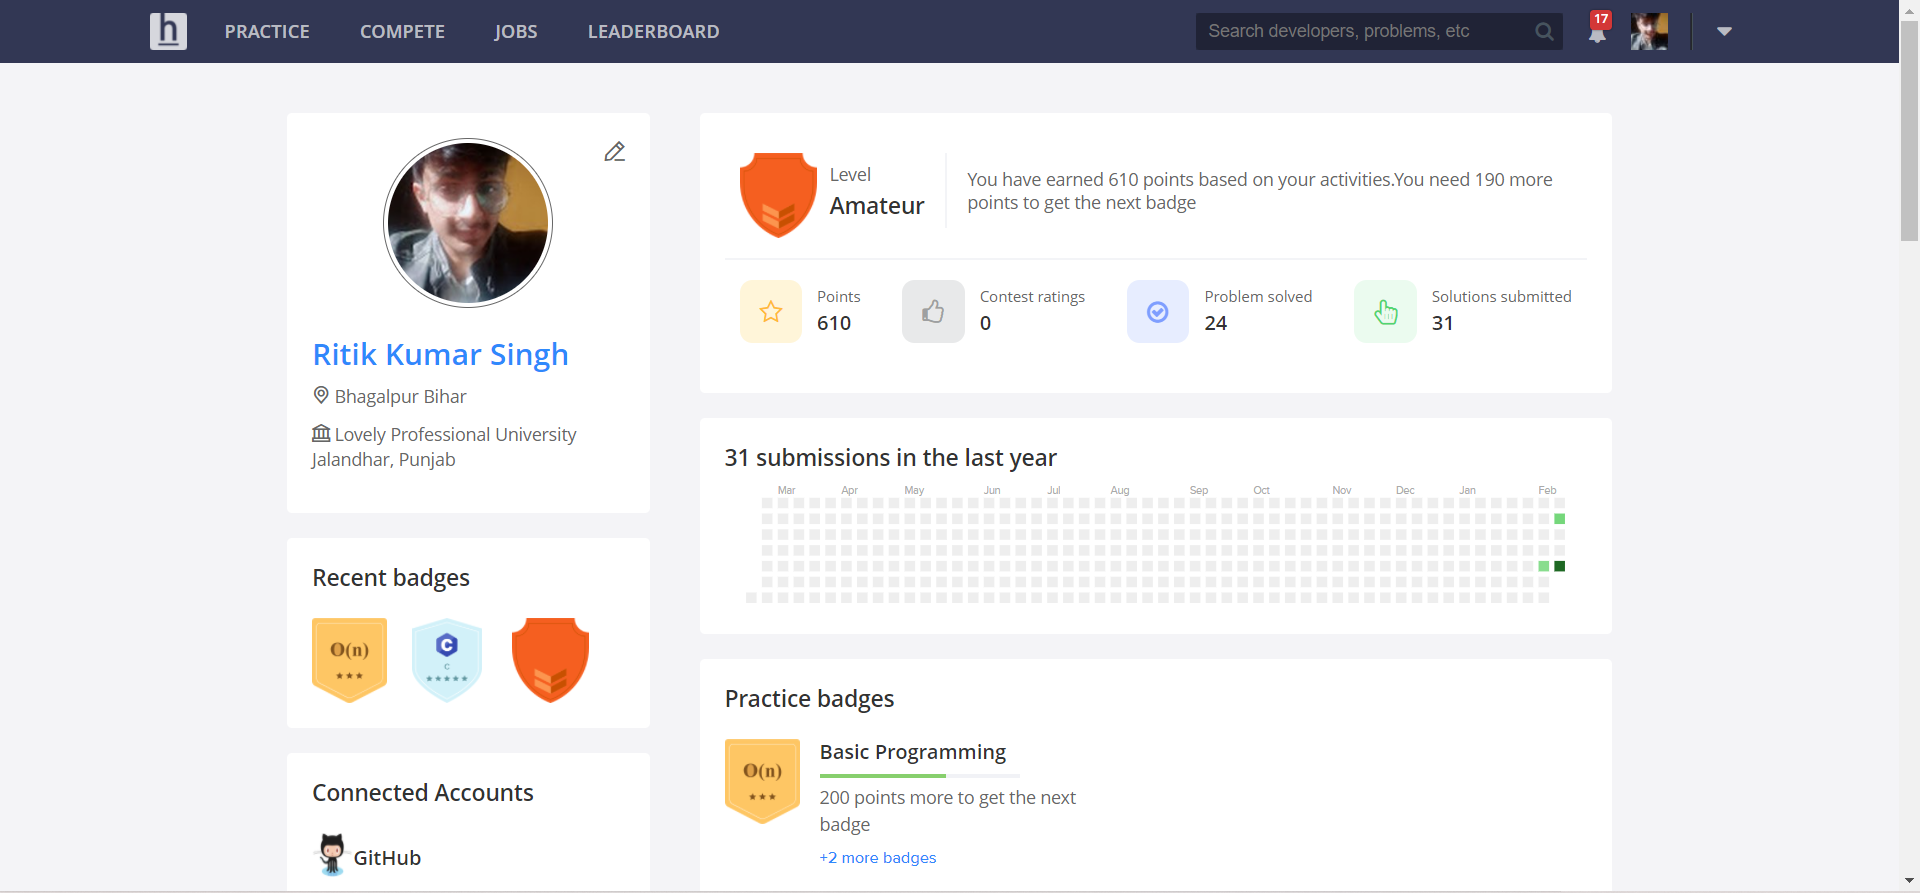 h PRACTICE COMPETE JOBS LEADERBOARD Search developers, problems, etc 17
Ritik Kumar Singh
Bhagalpur Bihar
Lovely Professional University
Jalandhar, Punjab
Recent badges
O(n)
C
C
Connected Accounts
GitHub
Level
Amateur
You have earned 610 points based on your activities.You need 190 more
points to get the next badge
Points
610
Contest ratings
0
Problem solved
24
Solutions submitted
31
31 submissions in the last year
Mar Apr May Jun Jul Aug Sep Oct Nov Dec Jan Feb
Practice badges
O(n)
Basic Programming
200 points more to get the next
badge
+2 more badges